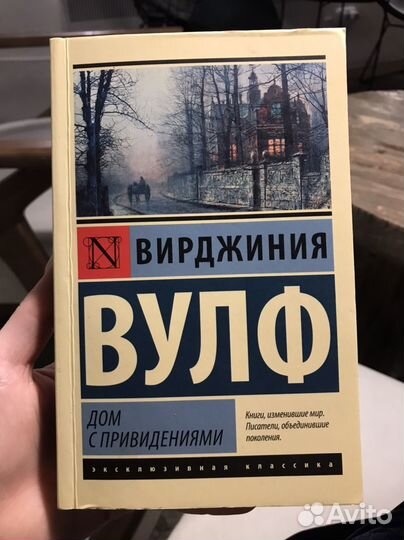 N
ВИРДЖИНИЯ
ВУЛФ
ДОМ
С ПРИВИДЕНИЯМИ
Книги, изменившие мир.
Писатели, объединившие
поколения.
эксклюзивная классика
Avito